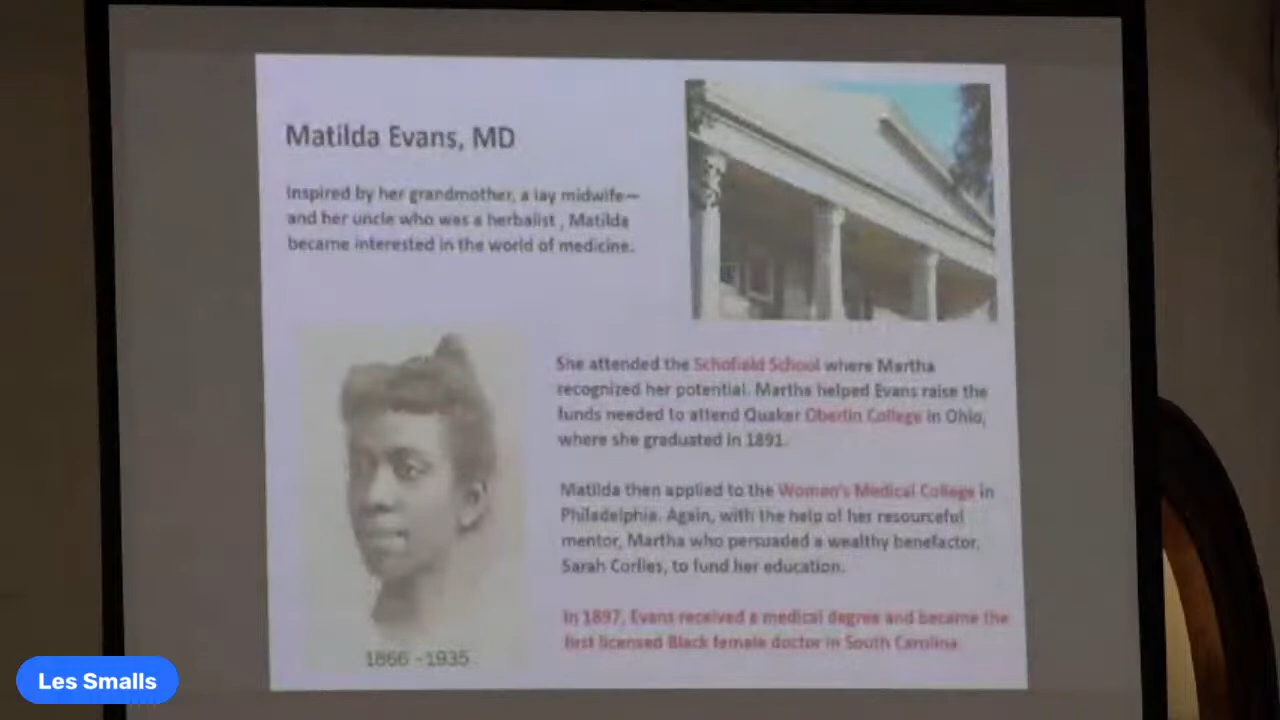 Matilda Evans, MD
Inspired by her grandmother, a lay midwife—
and her uncle who was a herbalist , Matilda
became interested in the world of medicine.
She attended the Schofield School where Martha
recognized her potential. Martha helped Evans raise the
funds needed to attend Quaker Oberlin College in Ohio,
where she graduated in 1891.
Matilda then applied to the Women's Medical College in
Philadelphia. Again, with the help of her resourceful
mentor, Martha who persuaded a wealthy benefactor,
Sarah Corlies, to fund her education.
In 1897, Evans received a medical degree and became the
first licensed Black female doctor in South Carolina.
1866 -1935
Les Smalls